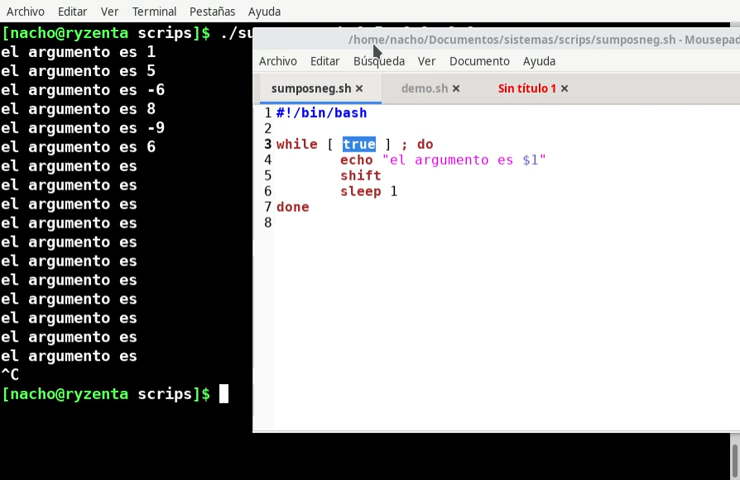 Archivo Editar Ver Terminal Pestañas Ayuda
[nacho@ryzenta scrips]$ ./su
el argumento es 1
el argumento es 5
el argumento es -6
el argumento es 8
el argumento es -9
el argumento es 6
el argumento es
el argumento es
el argumento es
el argumento es
el argumento es
el argumento es
el argumento es
el argumento es
el argumento es
el argumento es
el argumento es
^C
[nacho@ryzenta scrips]$
/home/nacho/Documentos/sistemas/scrips/sumposneg.sh - Mousepad
Archivo Editar Búsqueda Ver Documento Ayuda
sumposneg.sh × demo.sh × Sin título 1 ×
1 #!/bin/bash
2
3 while [ true ] ; do
4 echo "el argumento es $1"
5 shift
6 sleep 1
7 done
8